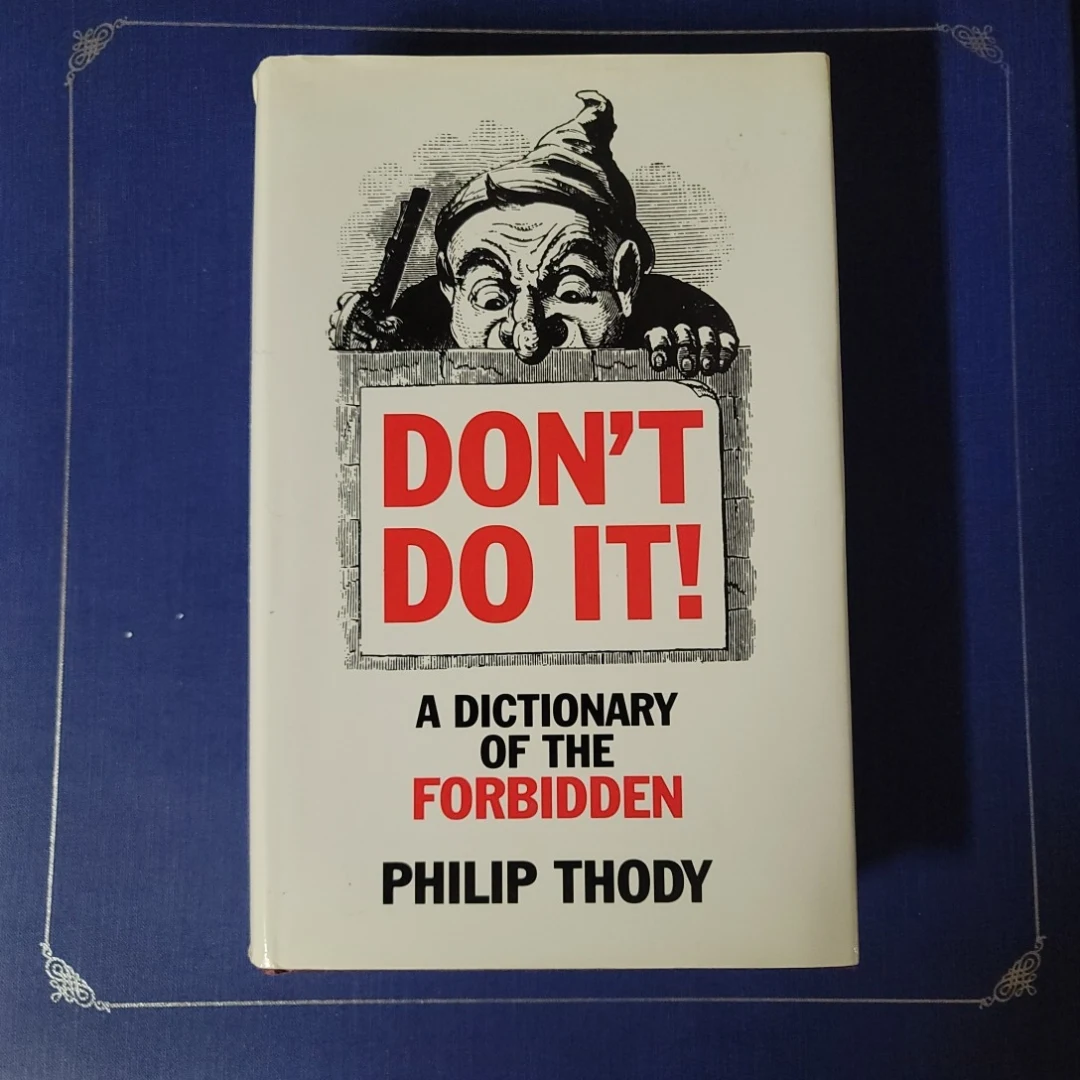 DON'T
DO IT!
A DICTIONARY
OF THE
FORBIDDEN
PHILIP THODY